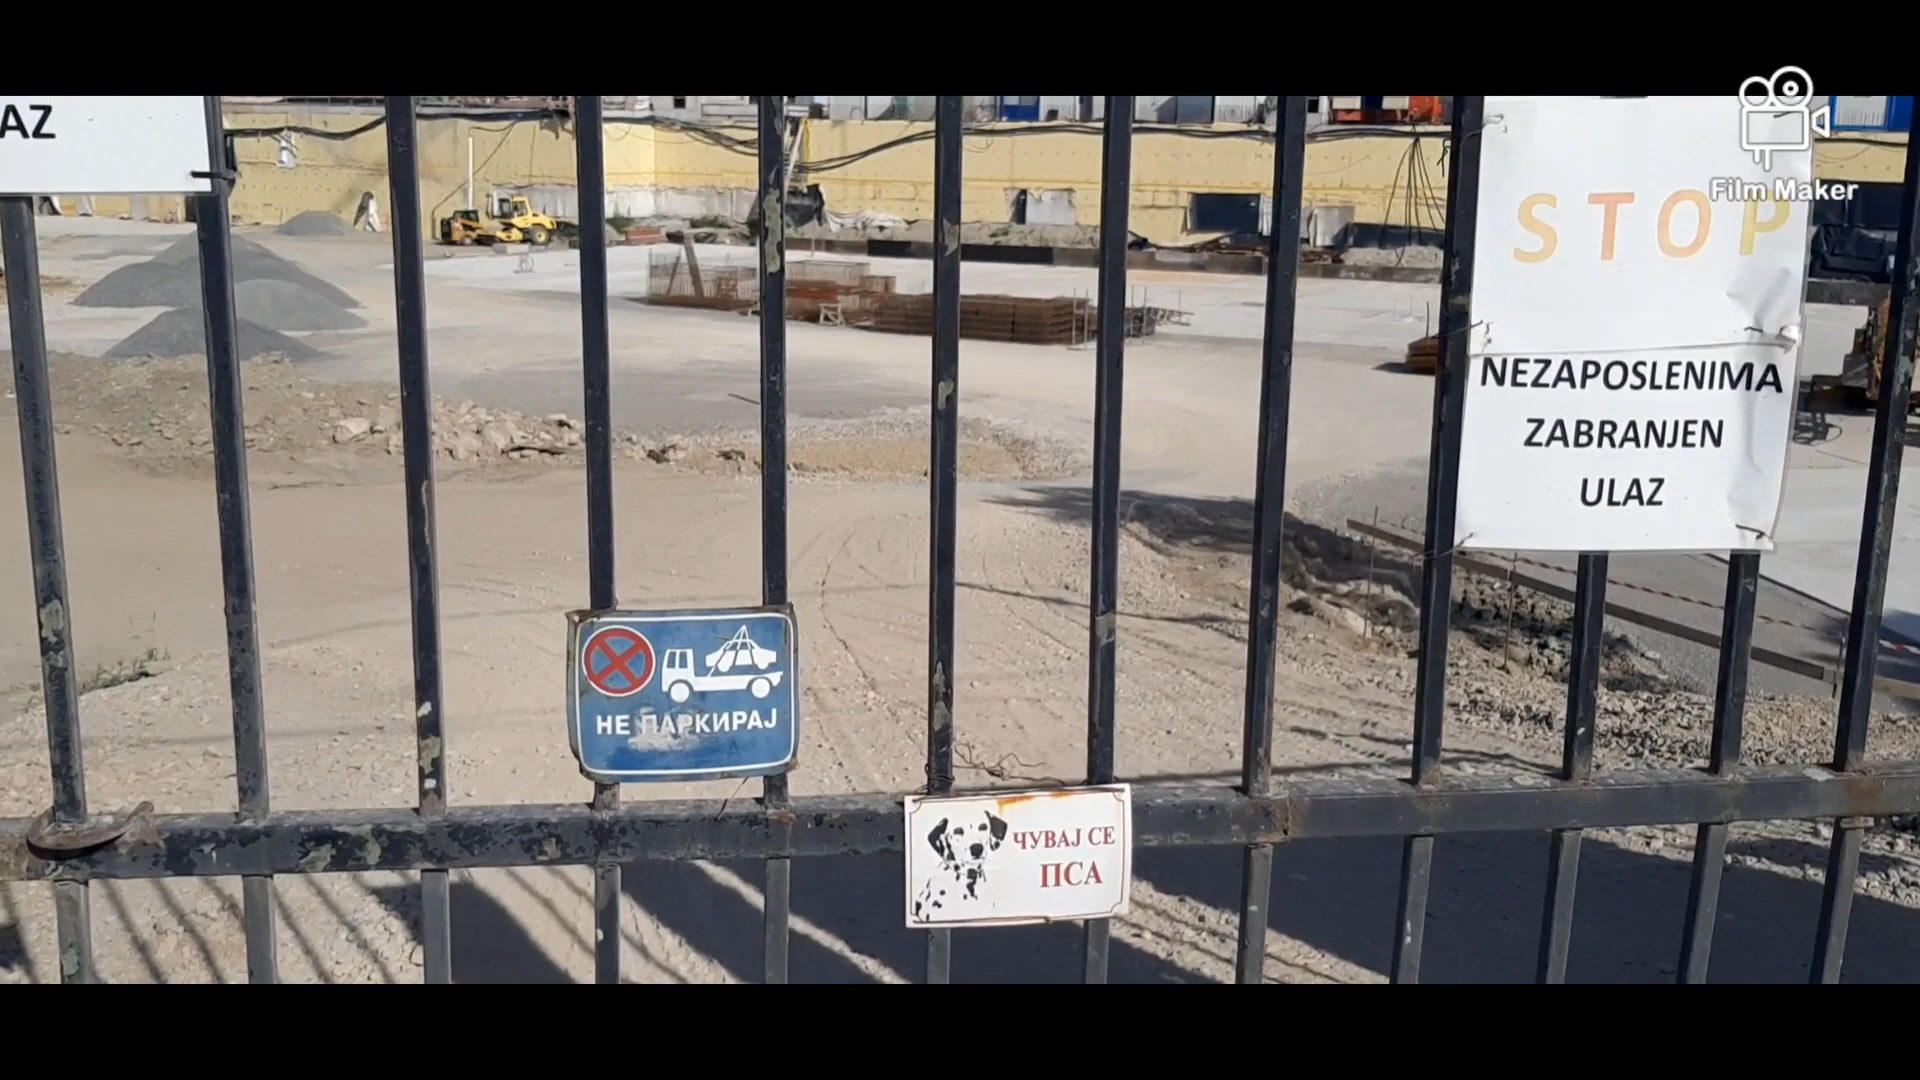 AZ
Film Maker
STOP
NEZAPOSLENIMA
ZABRANJEN
ULAZ
НЕ ПАРКИРАЈ
ЧУВАЈ СЕ
ПСА